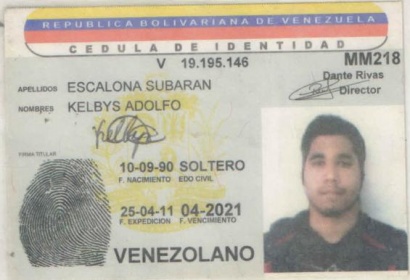 REPUBLICA BOLIVARIANA DE VENEZUELA
CEDULA DE IDENTIDAD
V 19.195.146 MM218
Dante Rivas
Director
APELLIDOS ESCALONA SUBARAN
NOMBRES KELBYS ADOLFO
FIRMA TITULAR
10-09-90 SOLTERO
F. NACIMIENTO EDO CIVIL
25-04-11 04-2021
F. EXPEDICION F. VENCIMIENTO
VENEZOLANO